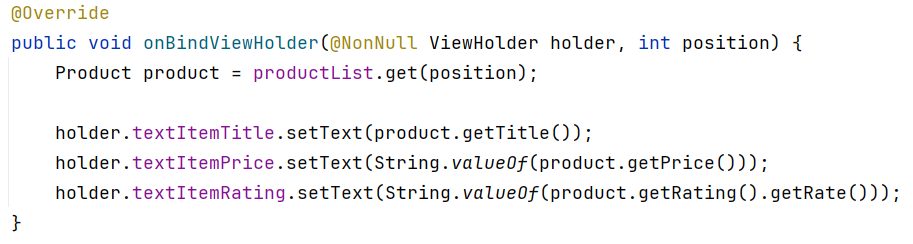 @Override
public void onBindViewHolder(@NonNull ViewHolder holder, int position) {
    Product product = productList.get(position);

    holder.textItemTitle.setText(product.getTitle());
    holder.textItemPrice.setText(String.valueOf(product.getPrice()));
    holder.textItemRating.setText(String.valueOf(product.getRating().getRate()));
}